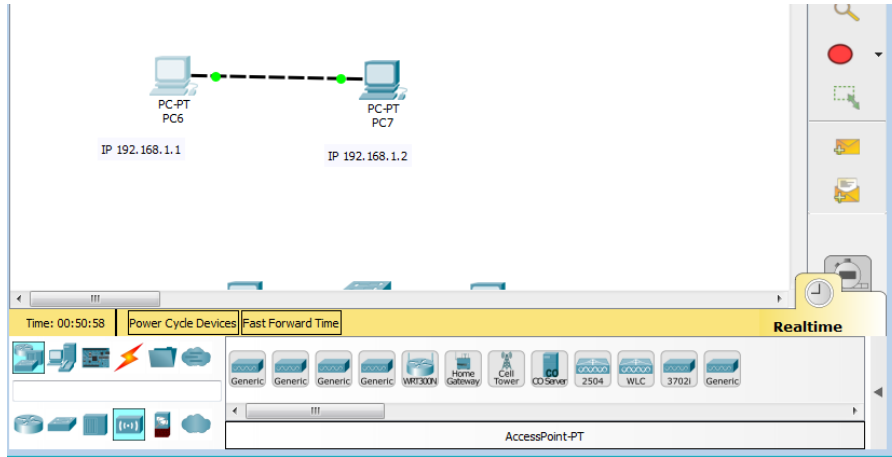 PC-PT
PC6
PC-PT
PC7
IP 192.168.1.1
IP 192.168.1.2
Time: 00:50:58
Power Cycle Devices
Fast Forward Time
Realtime
Generic
Generic
Generic
Generic
WRT300N
Home
Gateway
Cell
Tower
CO
CO Server
2504
WLC
3702i
Generic
AccessPoint-PT